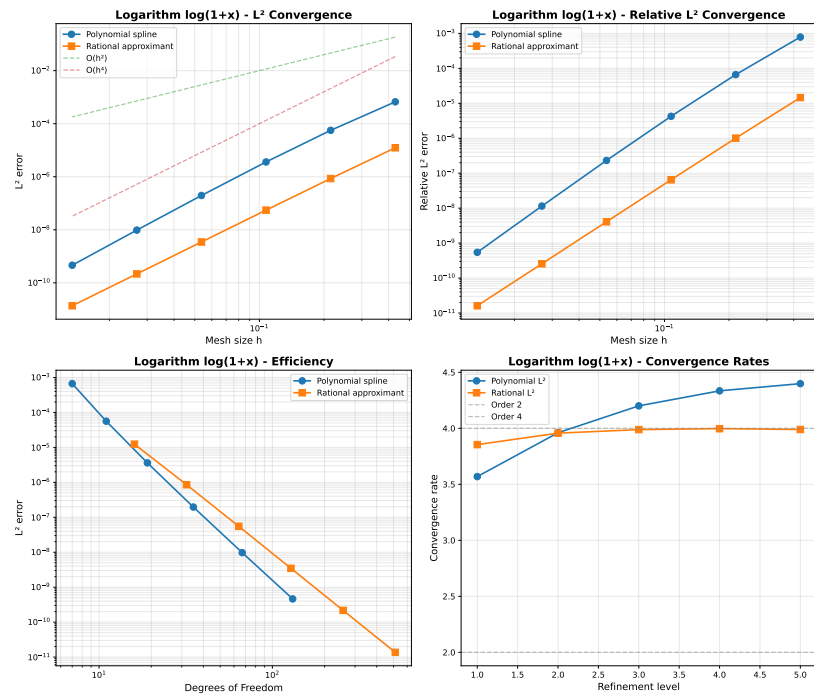 Logarithm log(1+x) - L² Convergence
Polynomial spline
Rational approximant
O(h²)
O(h⁴)
10⁻²
10⁻⁴
10⁻⁶
10⁻⁸
10⁻¹⁰
L² error
10⁻¹
Mesh size h
Logarithm log(1+x) - Relative L² Convergence
Polynomial spline
Rational approximant
10⁻³
10⁻⁴
10⁻⁵
10⁻⁶
10⁻⁷
10⁻⁸
10⁻⁹
10⁻¹⁰
10⁻¹¹
Relative L² error
10⁻¹
Mesh size h
Logarithm log(1+x) - Efficiency
Polynomial spline
Rational approximant
10⁻³
10⁻⁴
10⁻⁵
10⁻⁶
10⁻⁷
10⁻⁸
10⁻⁹
10⁻¹⁰
10⁻¹¹
L² error
10¹ 10²
Degrees of Freedom
Logarithm log(1+x) - Convergence Rates
Polynomial L²
Rational L²
Order 2
Order 4
4.5
4.0
3.5
3.0
2.5
2.0
Convergence rate
1.0 1.5 2.0 2.5 3.0 3.5 4.0 4.5 5.0
Refinement level